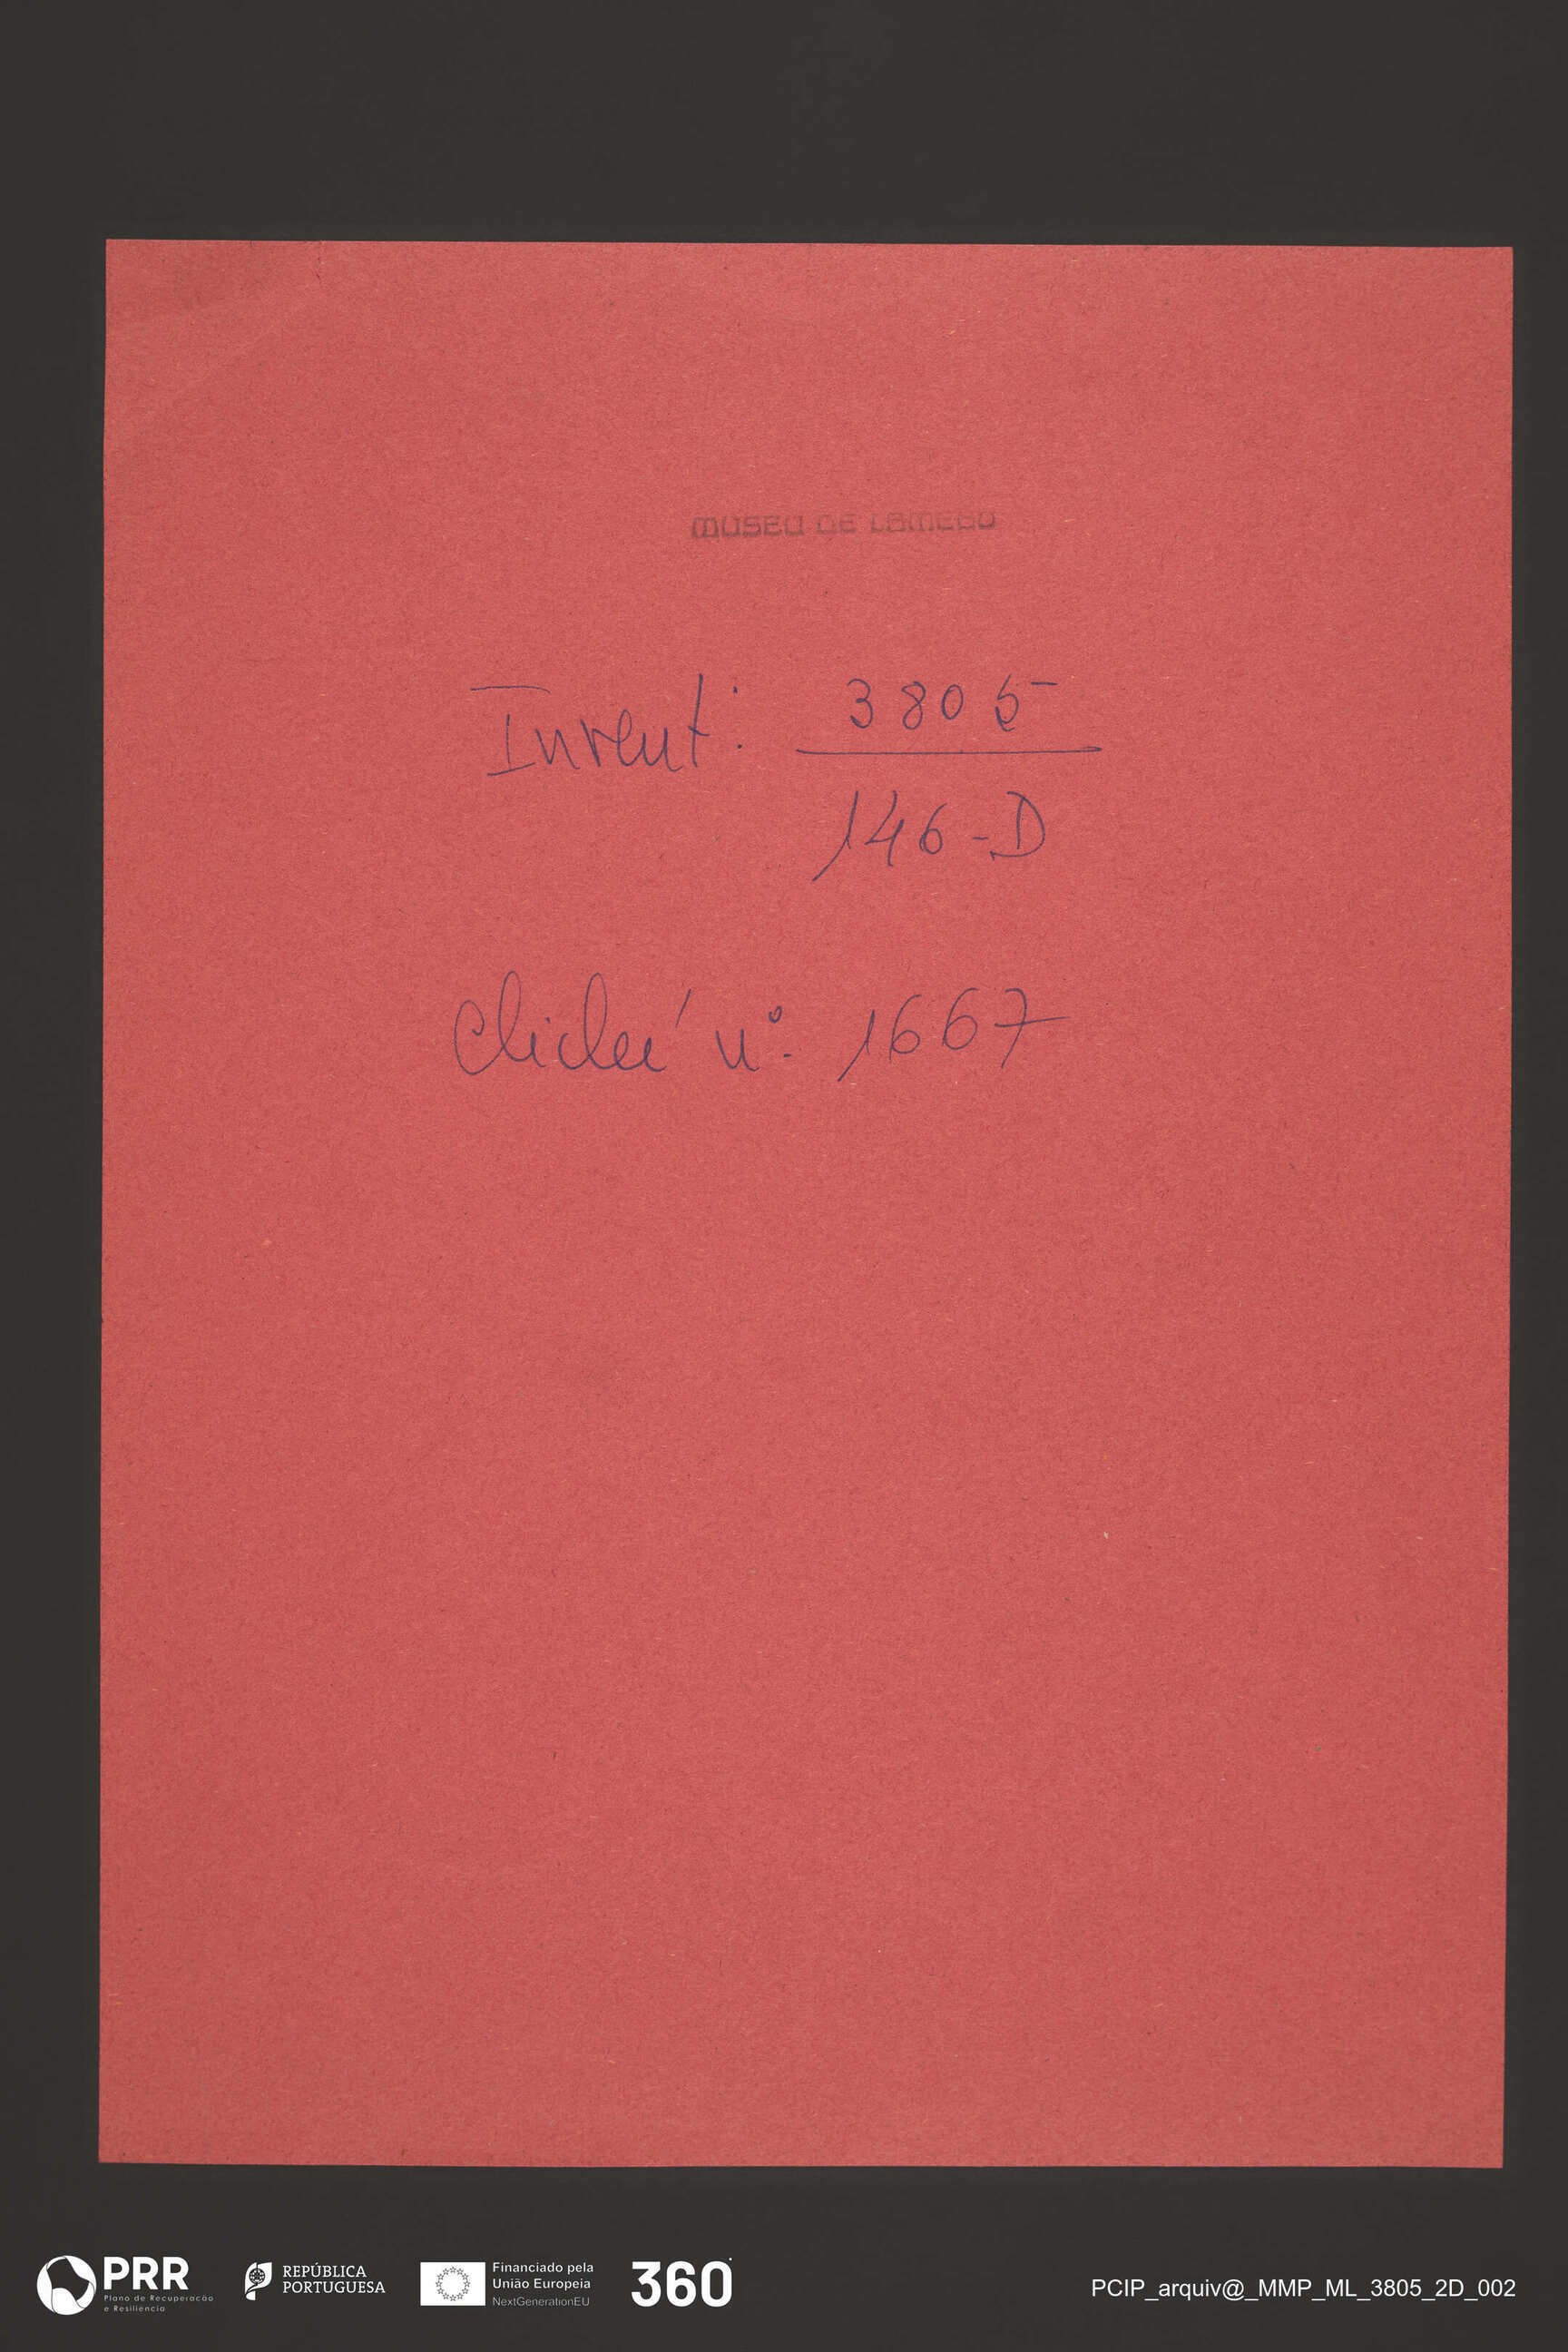 MUSEU DE LAMEGO
Invent: 3805
146-D
Cliché nº. 1667
PRR
Plano de Recuperação
e Resiliência
REPÚBLICA
PORTUGUESA
Financiado pela
União Europeia
NextGenerationEU
360
PCIP_arquiv@_MMP_ML_3805_2D_002